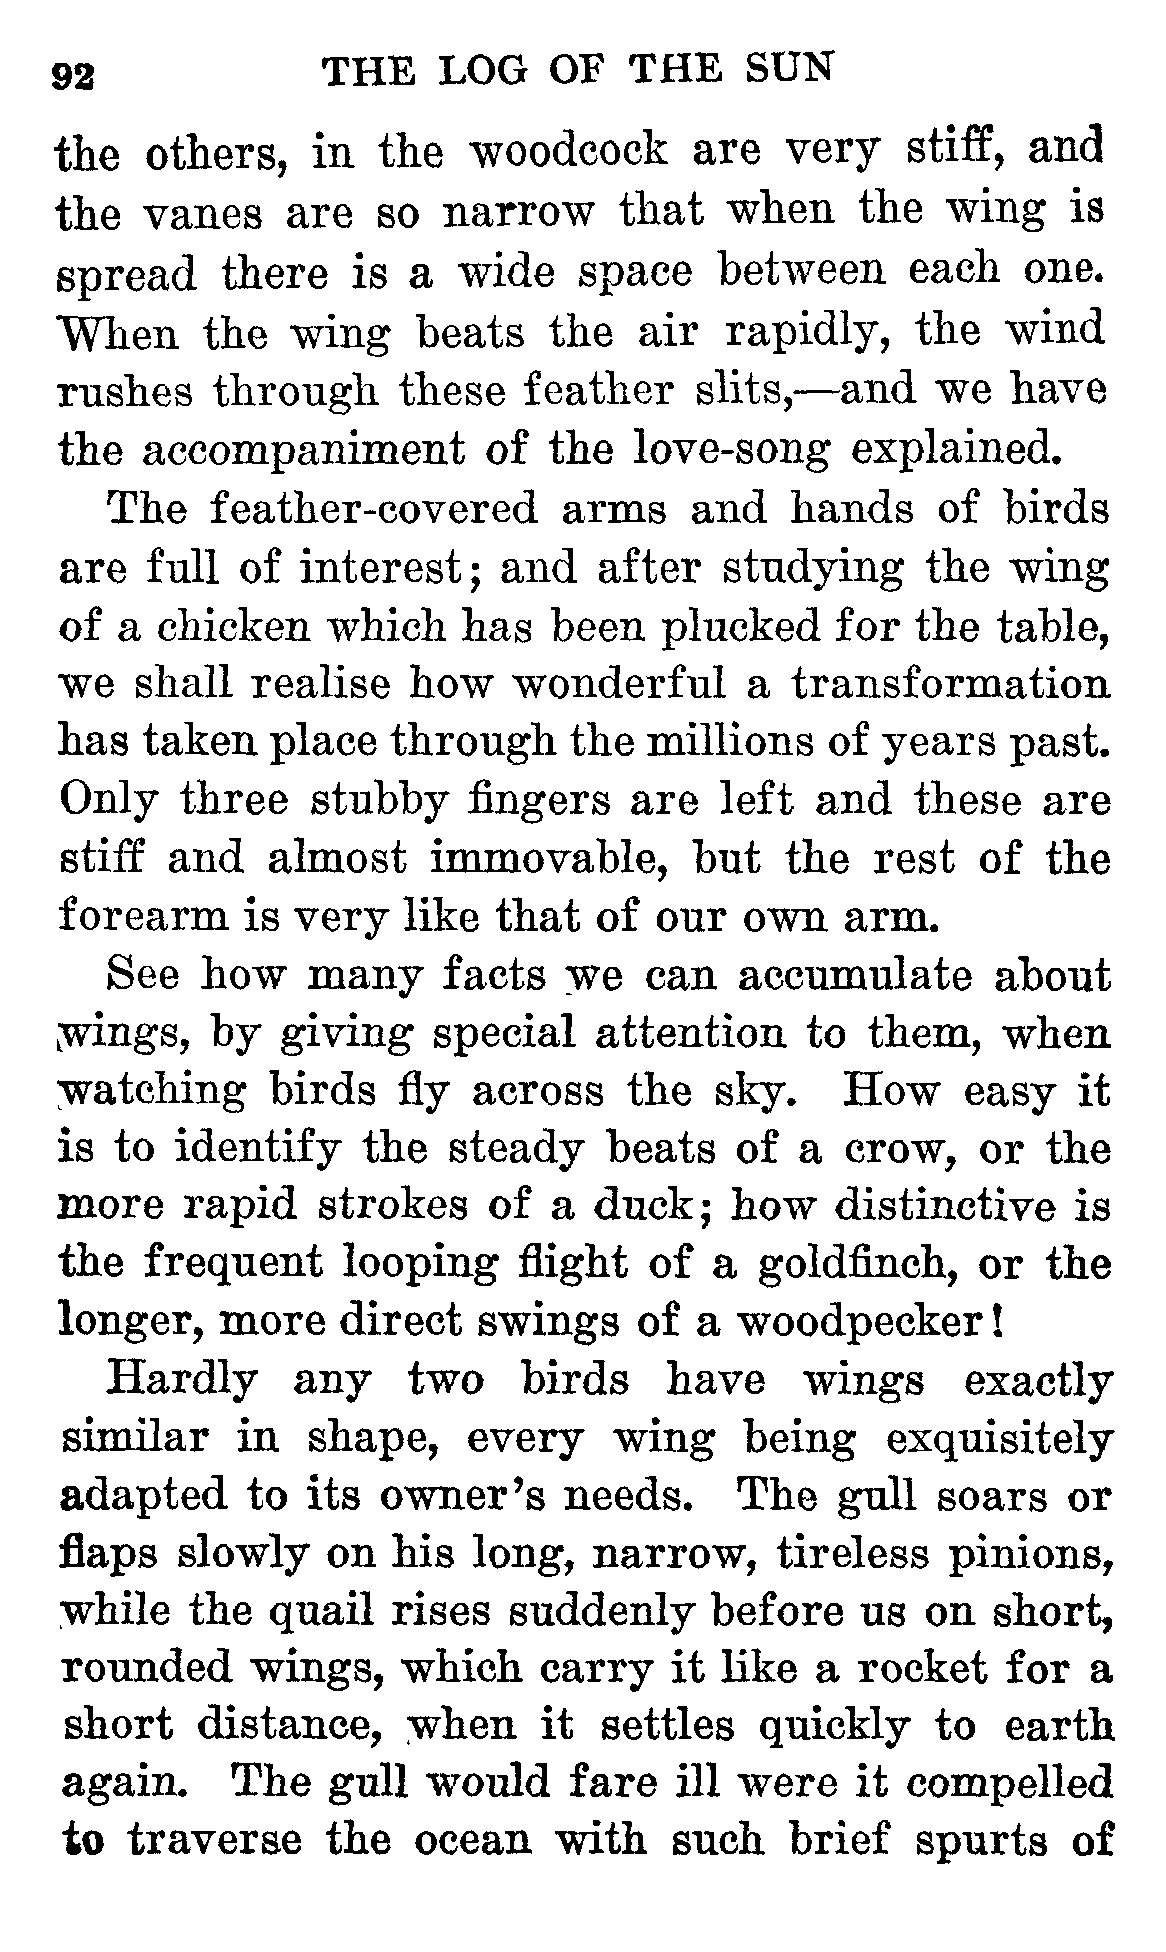 92 THE LOG OF THE SUN
the others, in the woodcock are very stiff, and
the vanes are so narrow that when the wing is
spread there is a wide space between each one.
When the wing beats the air rapidly, the wind
rushes through these feather slits,—and we have
the accompaniment of the love-song explained.
The feather-covered arms and hands of birds
are full of interest; and after studying the wing
of a chicken which has been plucked for the table,
we shall realise how wonderful a transformation
has taken place through the millions of years past.
Only three stubby fingers are left and these are
stiff and almost immovable, but the rest of the
forearm is very like that of our own arm.
See how many facts we can accumulate about
wings, by giving special attention to them, when
watching birds fly across the sky. How easy it
is to identify the steady beats of a crow, or the
more rapid strokes of a duck; how distinctive is
the frequent looping flight of a goldfinch, or the
longer, more direct swings of a woodpecker!
Hardly any two birds have wings exactly
similar in shape, every wing being exquisitely
adapted to its owner's needs. The gull soars or
flaps slowly on his long, narrow, tireless pinions,
while the quail rises suddenly before us on short,
rounded wings, which carry it like a rocket for a
short distance, when it settles quickly to earth
again. The gull would fare ill were it compelled
to traverse the ocean with such brief spurts of